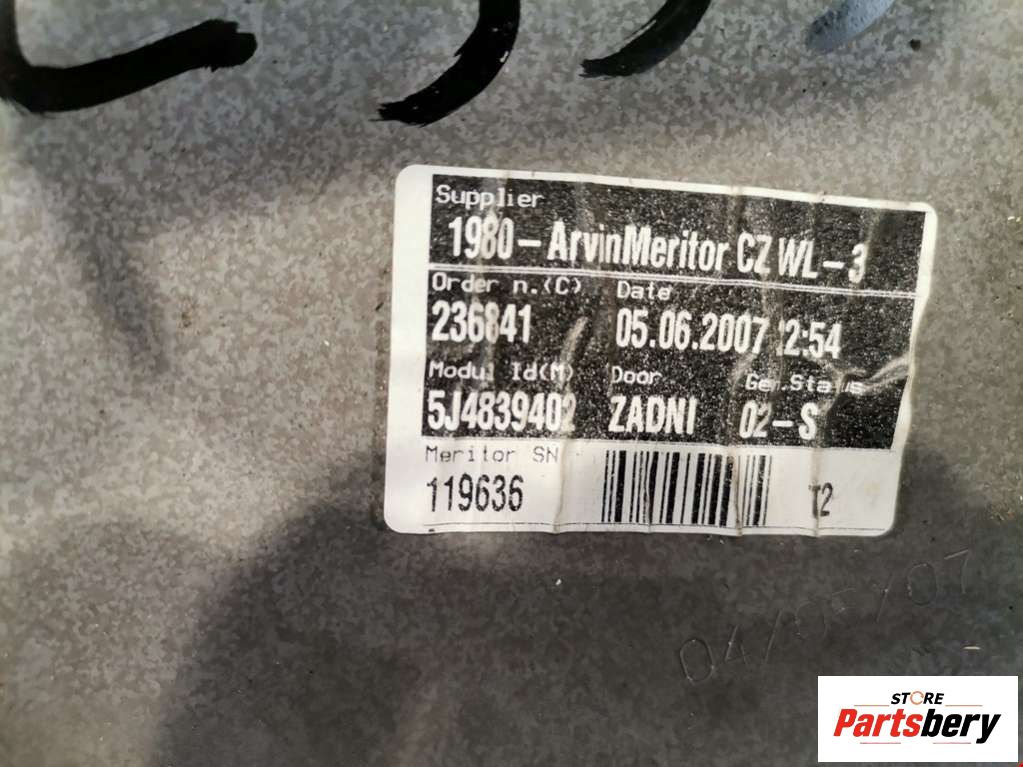 Supplier
1980-ArvinMeritor CZ WL-3
Order n.(C) Date
236841 05.06.2007 12:54
Modul Id(M) Door Gen.Status
5J4839402 ZADNI 02-S
Meritor SN
119636 T2
STORE
Partsbery